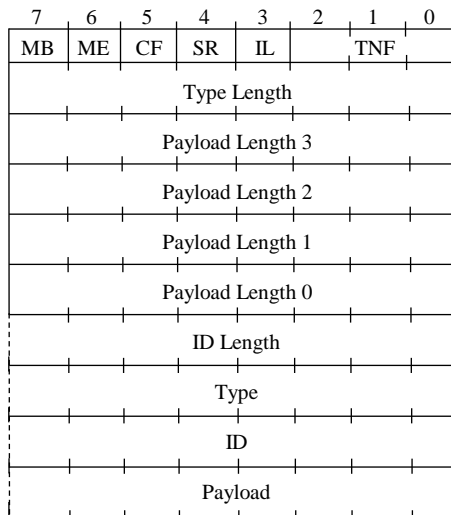 7 6 5 4 3 2 1 0
MB ME CF SR IL TNF
Type Length
Payload Length 3
Payload Length 2
Payload Length 1
Payload Length 0
ID Length
Type
ID
Payload